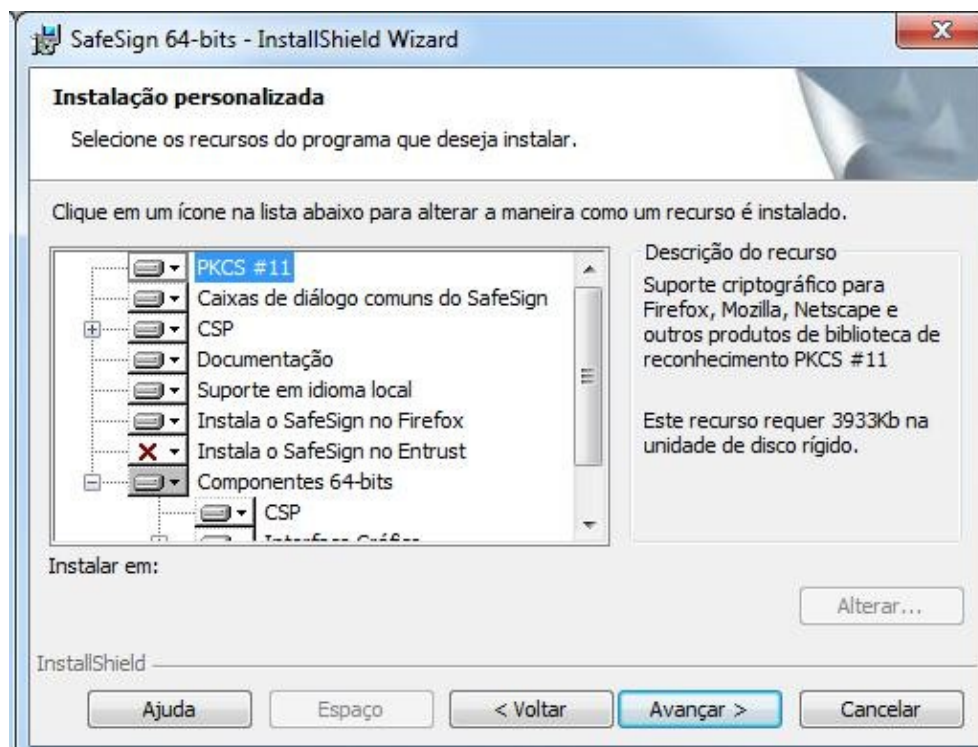 SafeSign 64-bits - InstallShield Wizard
Instalação personalizada
Selecione os recursos do programa que deseja instalar.
Clique em um ícone na lista abaixo para alterar a maneira como um recurso é instalado.
PKCS #11
Caixas de diálogo comuns do SafeSign
CSP
Documentação
Suporte em idioma local
Instala o SafeSign no Firefox
Instala o SafeSign no Entrust
Componentes 64-bits
CSP
Interface Gráfica
Descrição do recurso
Suporte criptográfico para
Firefox, Mozilla, Netscape e
outros produtos de biblioteca de
reconhecimento PKCS #11
Este recurso requer 3933Kb na
unidade de disco rígido.
Instalar em:
Alterar...
InstallShield
Ajuda
Espaço
< Voltar
Avançar >
Cancelar